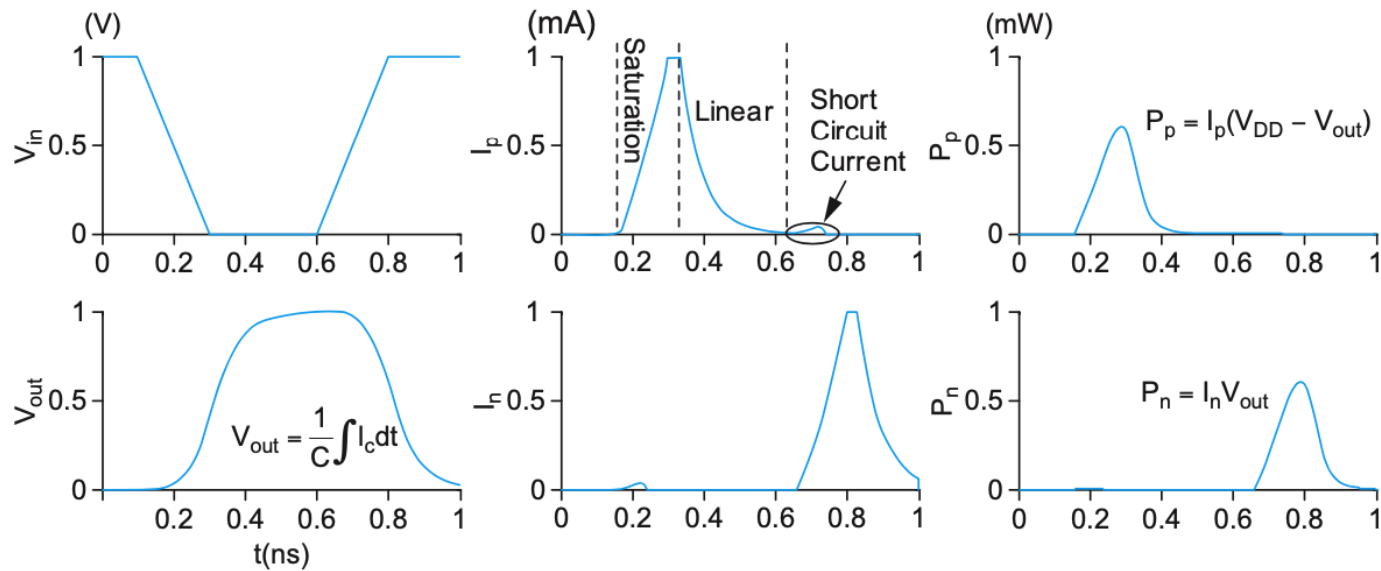 (V)
V_in
1
0.5
0
0 0.2 0.4 0.6 0.8 1
(mA)
I_p
1
0.5
0
Saturation
Linear
Short
Circuit
Current
0 0.2 0.4 0.6 0.8 1
(mW)
P_p
1
0.5
0
P_p = I_p(V_DD – V_out)
0 0.2 0.4 0.6 0.8 1
V_out
1
0.5
0
V_out = 1/C ∫ I_c dt
0.2 0.4 0.6 0.8 1
t(ns)
I_n
1
0.5
0
0 0.2 0.4 0.6 0.8 1
P_n
1
0.5
0
P_n = I_nV_out
0 0.2 0.4 0.6 0.8 1